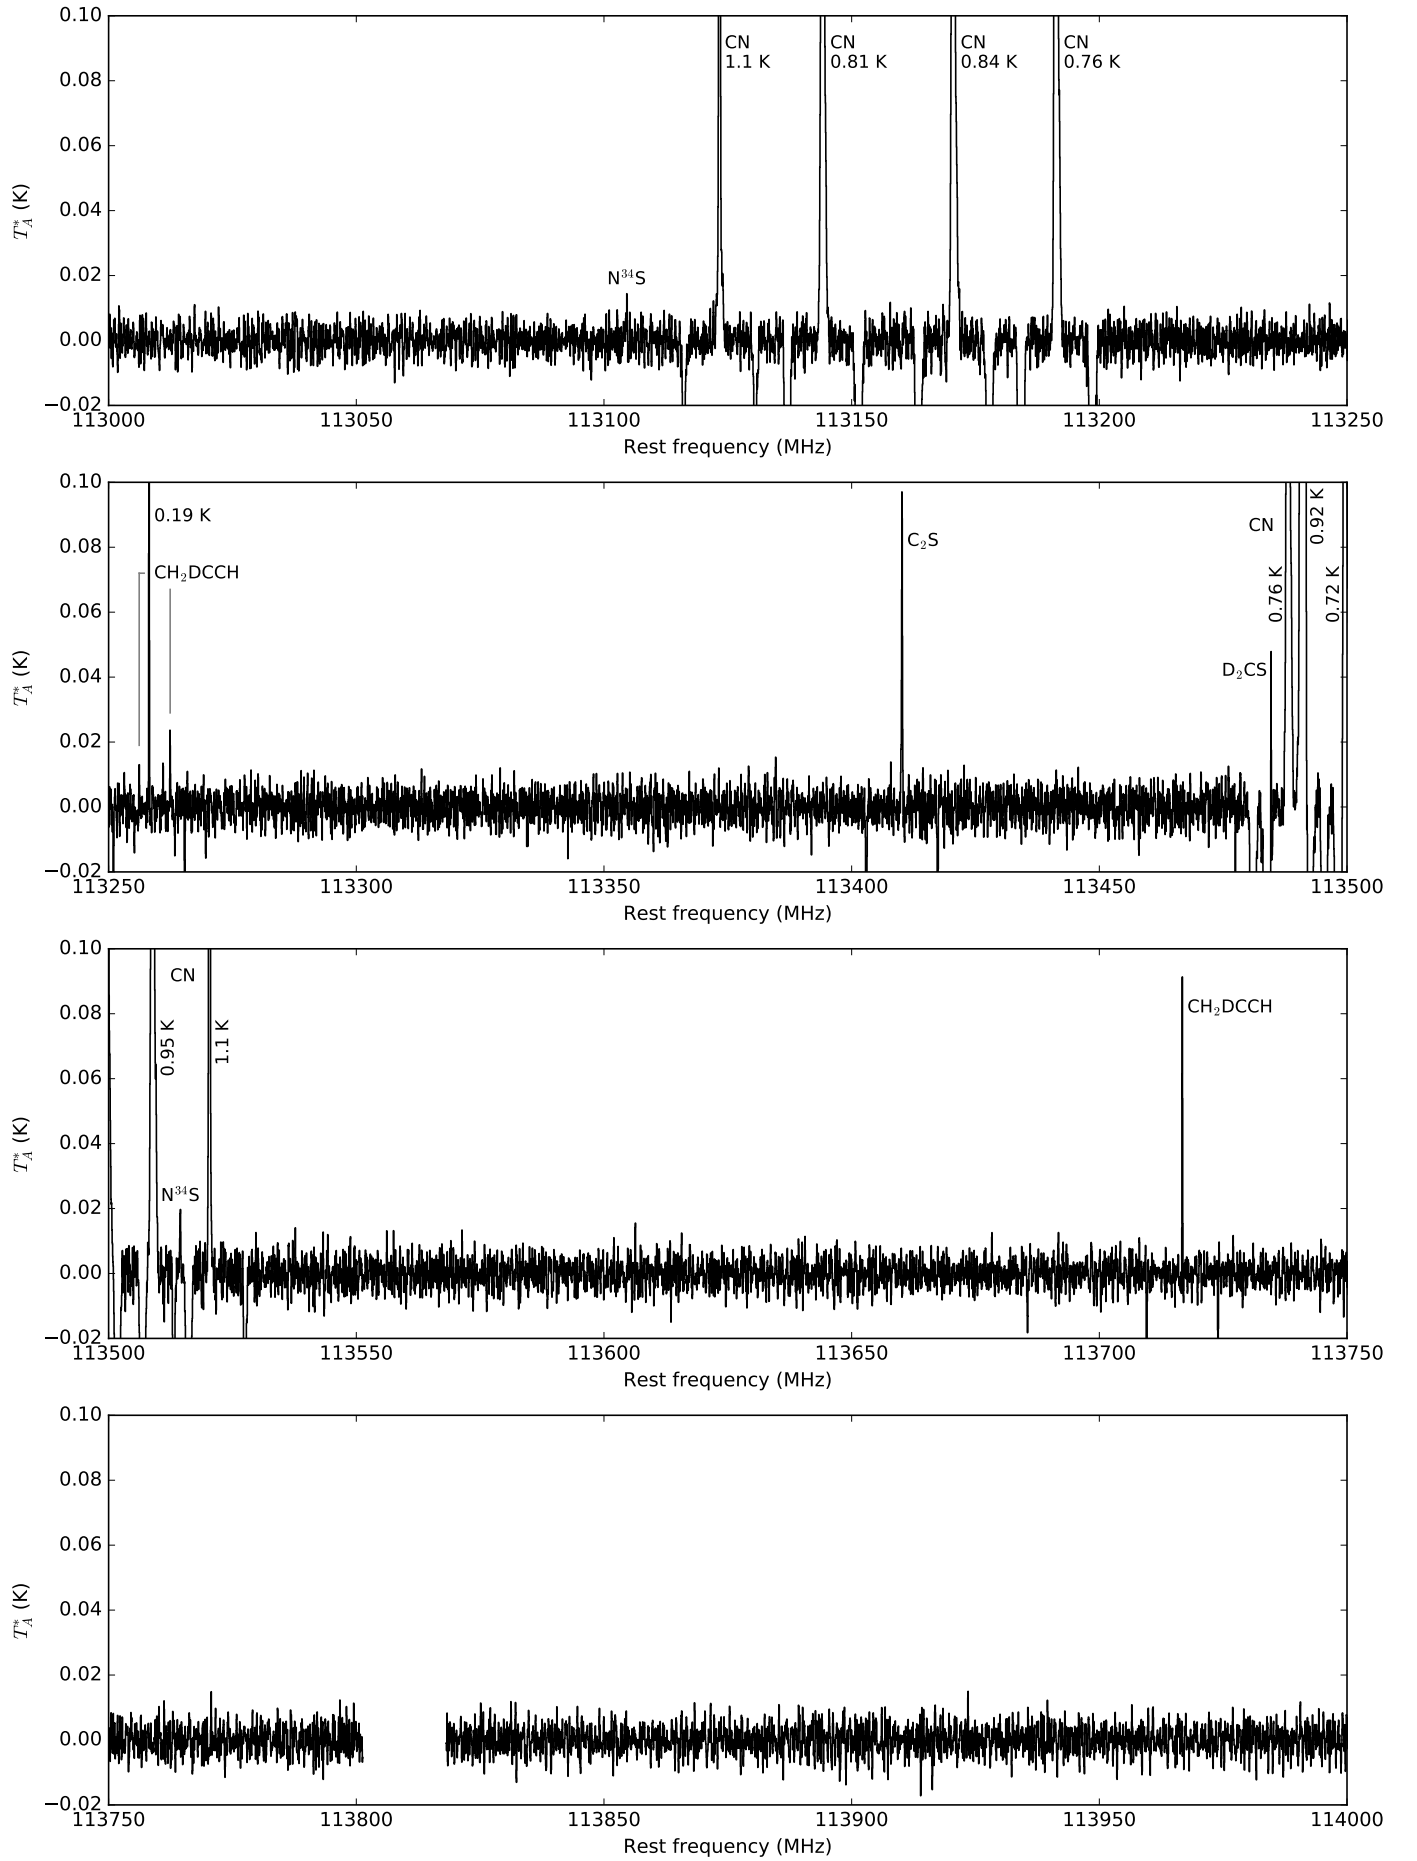 0.10
0.08
0.06
0.04
0.02
0.00
−0.02
T*A (K)
CN
1.1 K
CN
0.81 K
CN
0.84 K
CN
0.76 K
N³⁴S
113000 113050 113100 113150 113200 113250
Rest frequency (MHz)
0.10
0.08
0.06
0.04
0.02
0.00
−0.02
T*A (K)
0.19 K
CH₂DCCH
C₂S
CN
0.76 K
0.92 K
0.72 K
D₂CS
113250 113300 113350 113400 113450 113500
Rest frequency (MHz)
0.10
0.08
0.06
0.04
0.02
0.00
−0.02
T*A (K)
CN
0.95 K
1.1 K
N³⁴S
CH₂DCCH
113500 113550 113600 113650 113700 113750
Rest frequency (MHz)
0.10
0.08
0.06
0.04
0.02
0.00
−0.02
T*A (K)
113750 113800 113850 113900 113950 114000
Rest frequency (MHz)